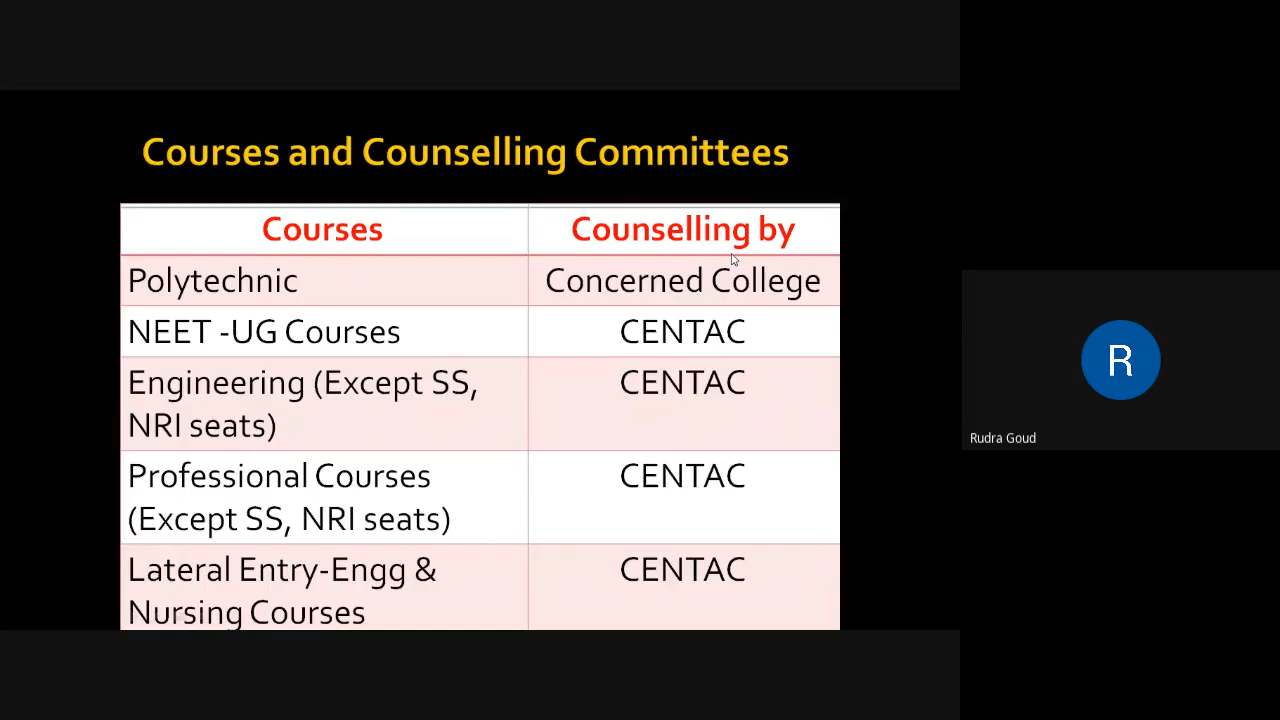 Courses and Counselling Committees
Courses
Counselling by
Polytechnic
Concerned College
NEET -UG Courses
CENTAC
Engineering (Except SS,
NRI seats)
CENTAC
Professional Courses
(Except SS, NRI seats)
CENTAC
Lateral Entry-Engg &
Nursing Courses
CENTAC
R
Rudra Goud